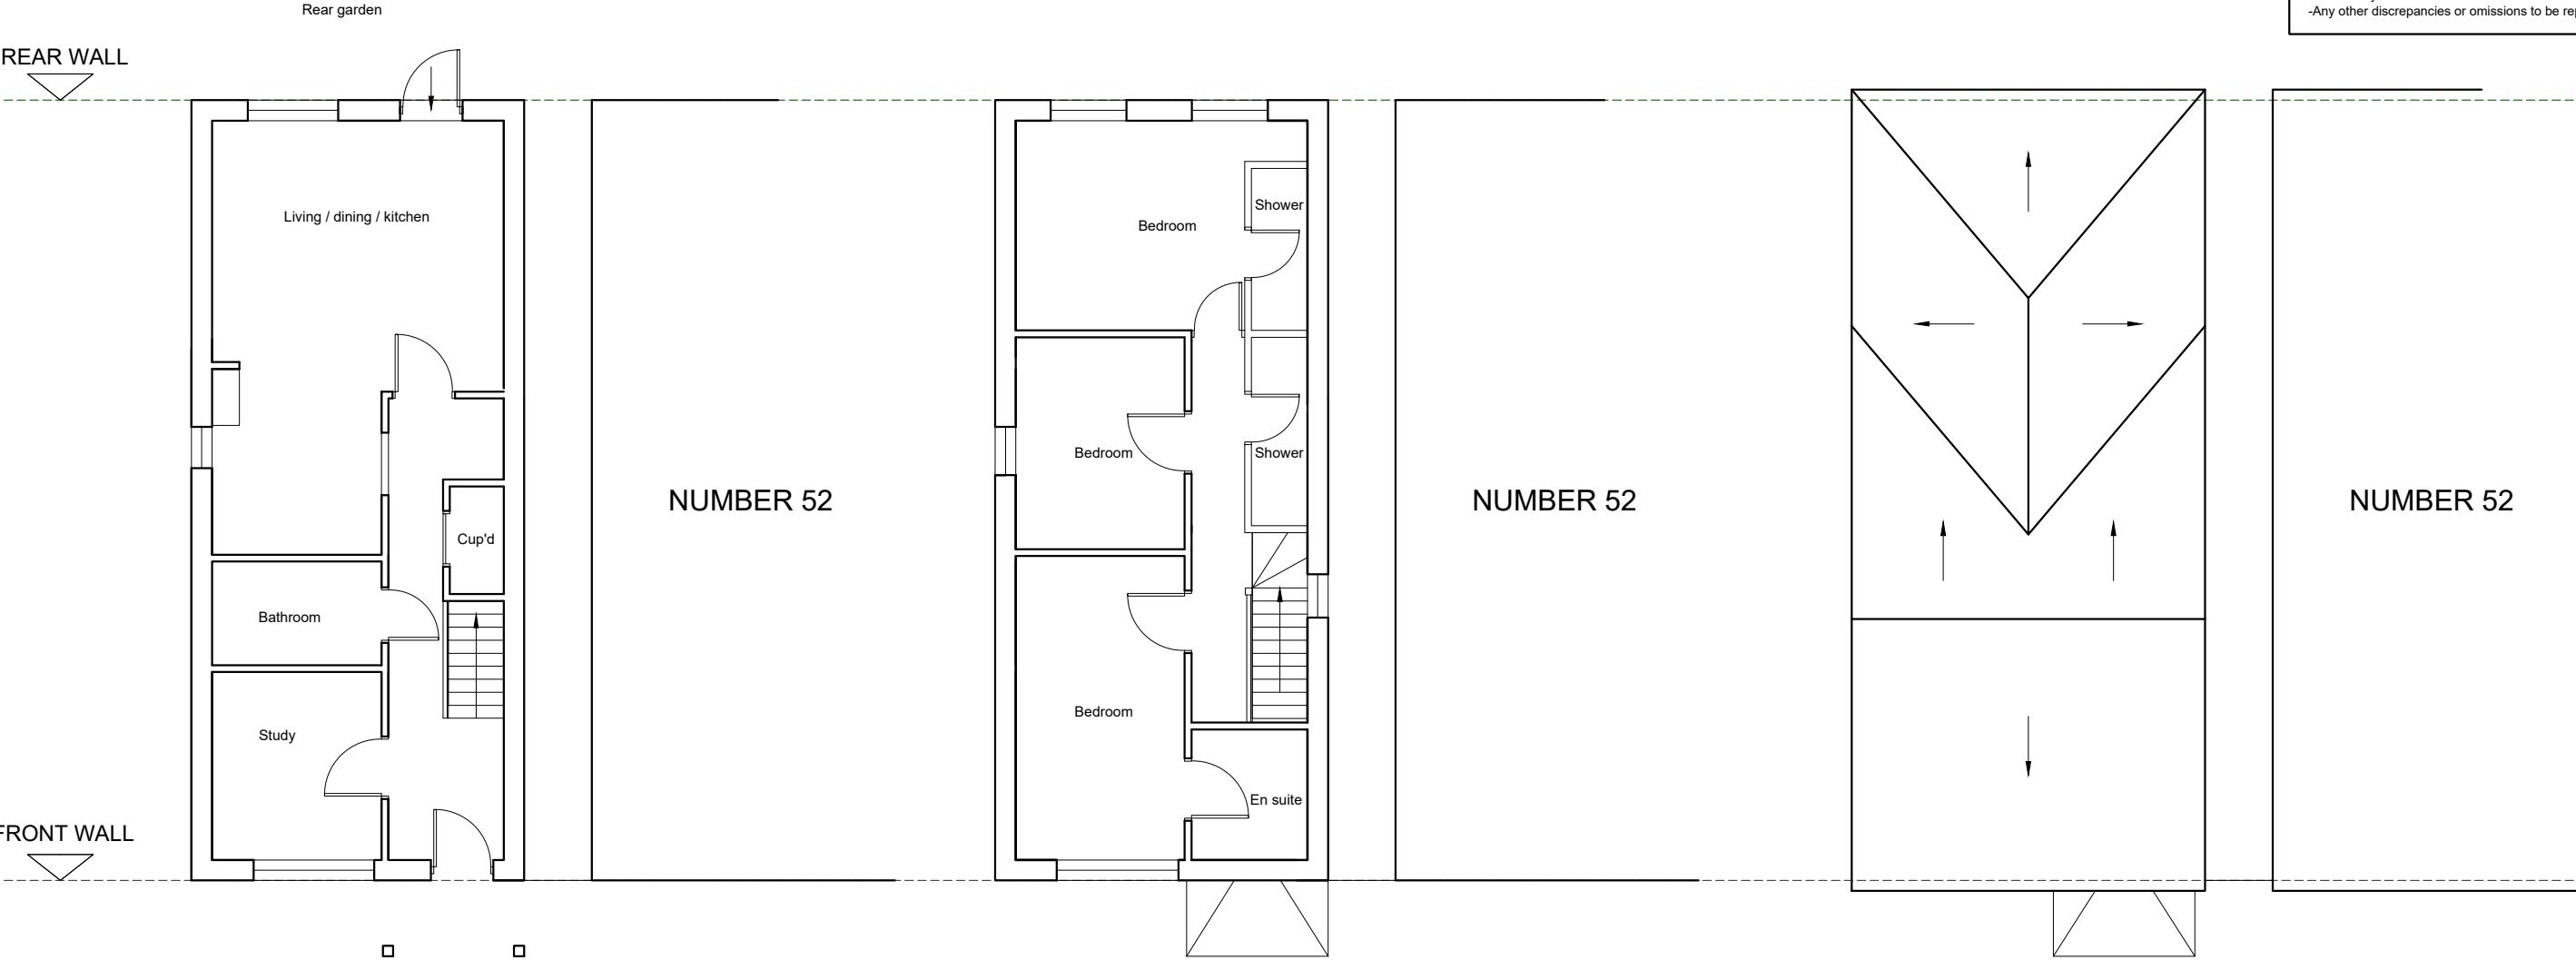 Rear garden
-Any other discrepancies or omissions to be
REAR WALL
Living / dining / kitchen
Cup'd
Bathroom
Study
FRONT WALL
NUMBER 52
Bedroom
Shower
Bedroom
Shower
Bedroom
En suite
NUMBER 52
NUMBER 52